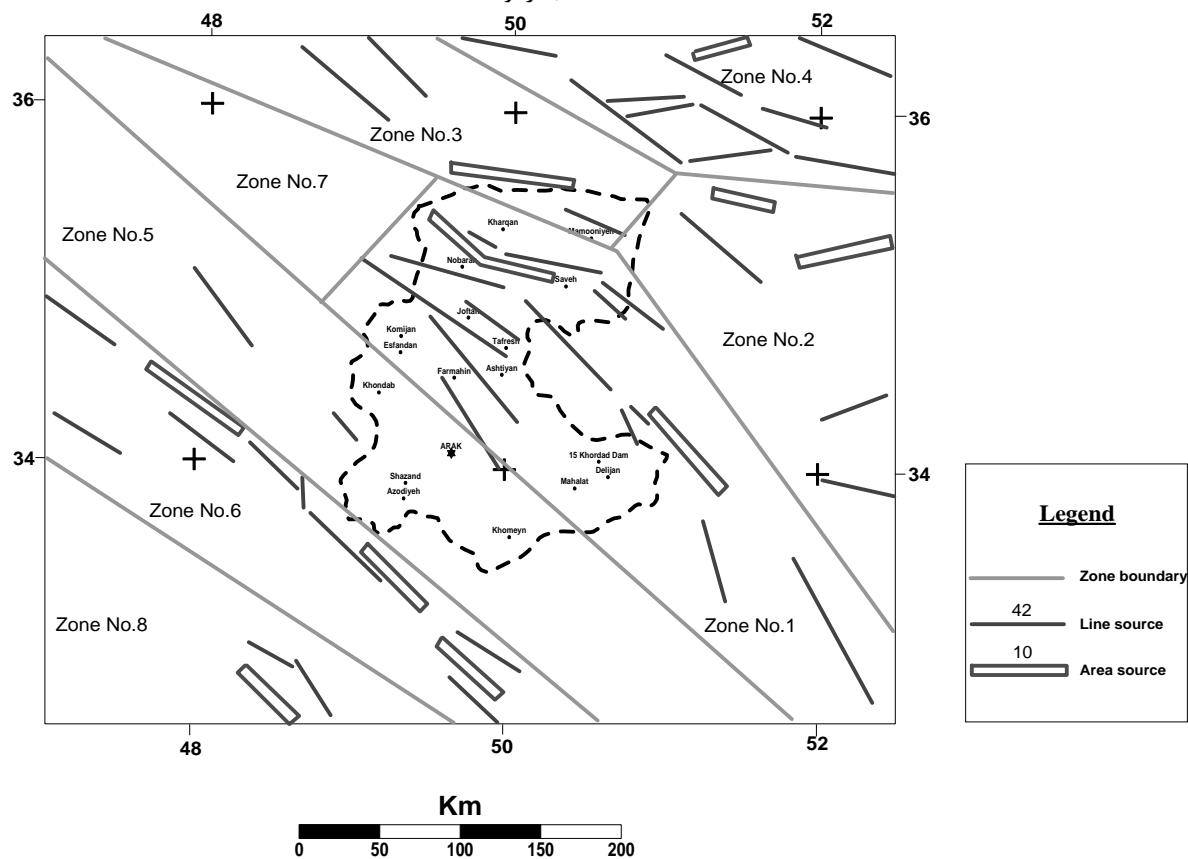 48 50 52
Zone No.4
36
36
Zone No.3
Zone No.7
Kharqan
Zone No.5
Mamooniyeh
Nobaran
Saveh
Joftan
Komijan
Zone No.2
Esfandan
Tafresh
Farmahin
Ashtiyan
Khondab
ARAK
15 Khordad Dam
34
34
Delijan
Shazand
Mahalat
Azodiyeh
Zone No.6
Khomeyn
Zone No.8
Zone No.1
48 50 52
Legend
Zone boundary
42
Line source
10
Area source
Km
0 50 100 150 200